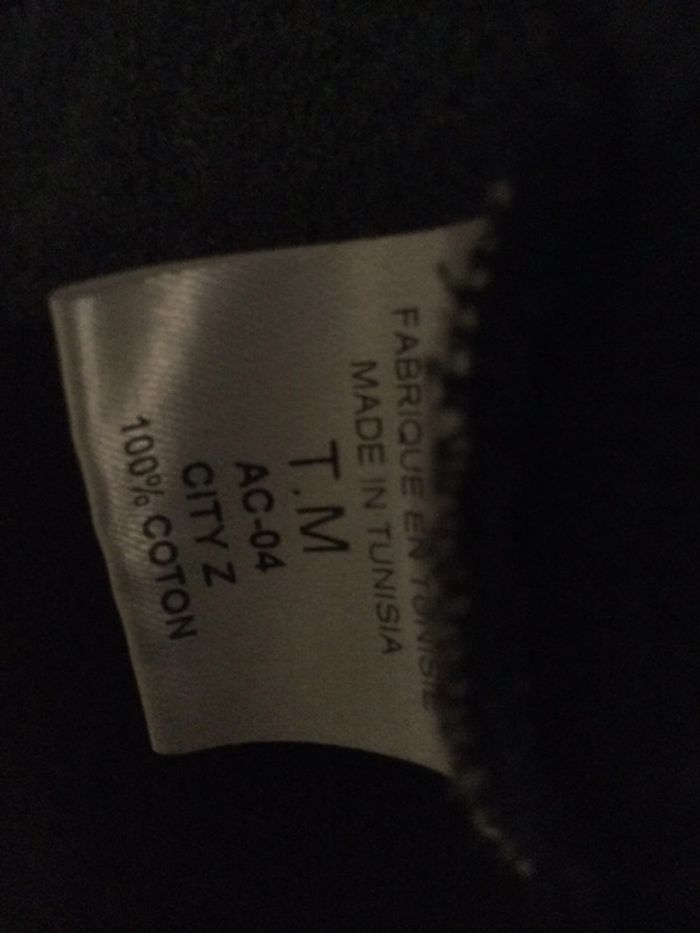 FABRIQUE EN TUNISIE
MADE IN TUNISIA
T.M
AC-04
CITY Z
100% COTON